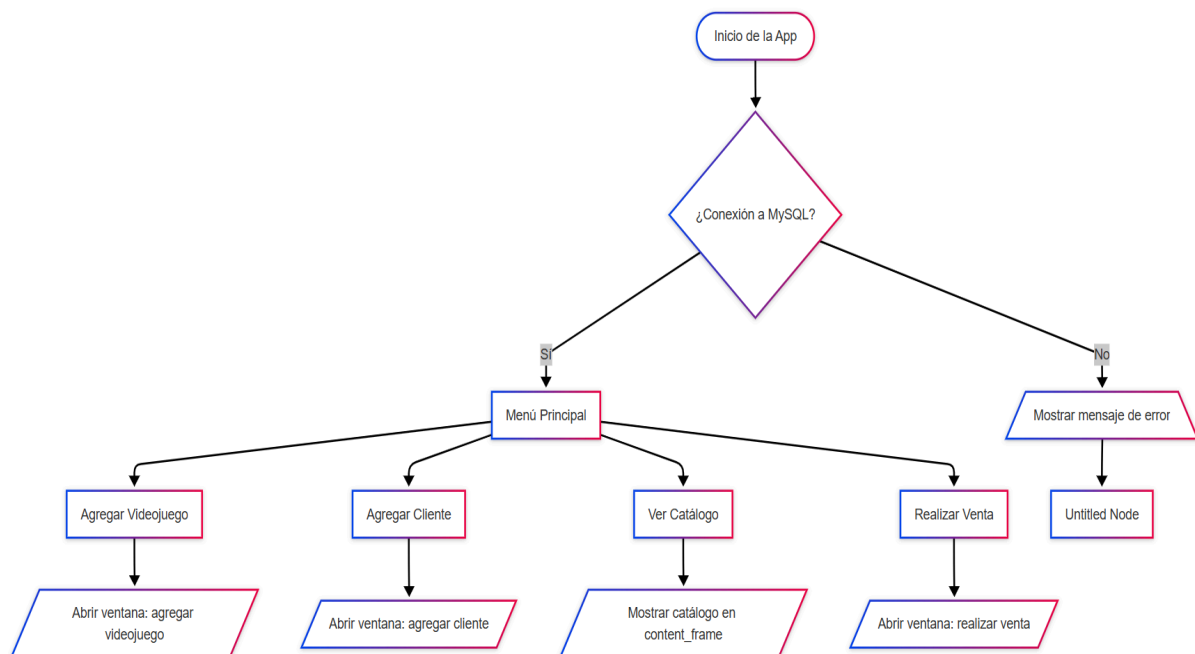 Inicio de la App
¿Conexión a MySQL?
Sí
No
Menú Principal
Mostrar mensaje de error
Agregar Videojuego
Agregar Cliente
Ver Catálogo
Realizar Venta
Untitled Node
Abrir ventana: agregar
videojuego
Abrir ventana: agregar cliente
Mostrar catálogo en
content_frame
Abrir ventana: realizar venta